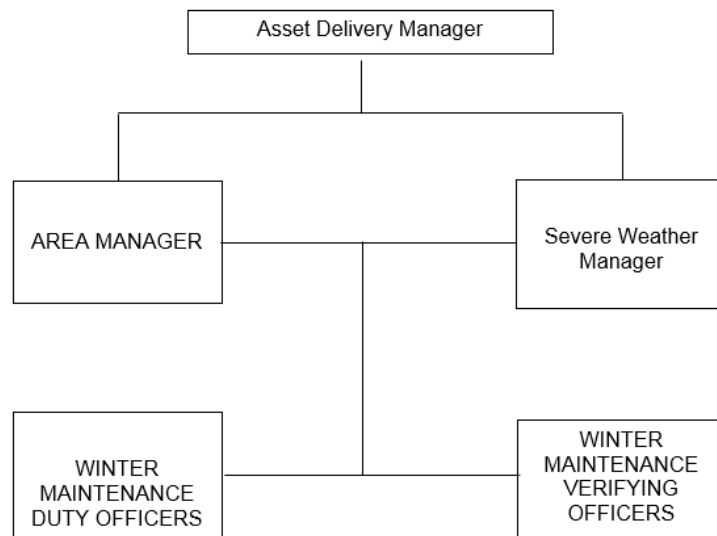 Asset Delivery Manager
AREA MANAGER
Severe Weather
Manager
WINTER
MAINTENANCE
DUTY OFFICERS
WINTER
MAINTENANCE
VERIFYING
OFFICERS